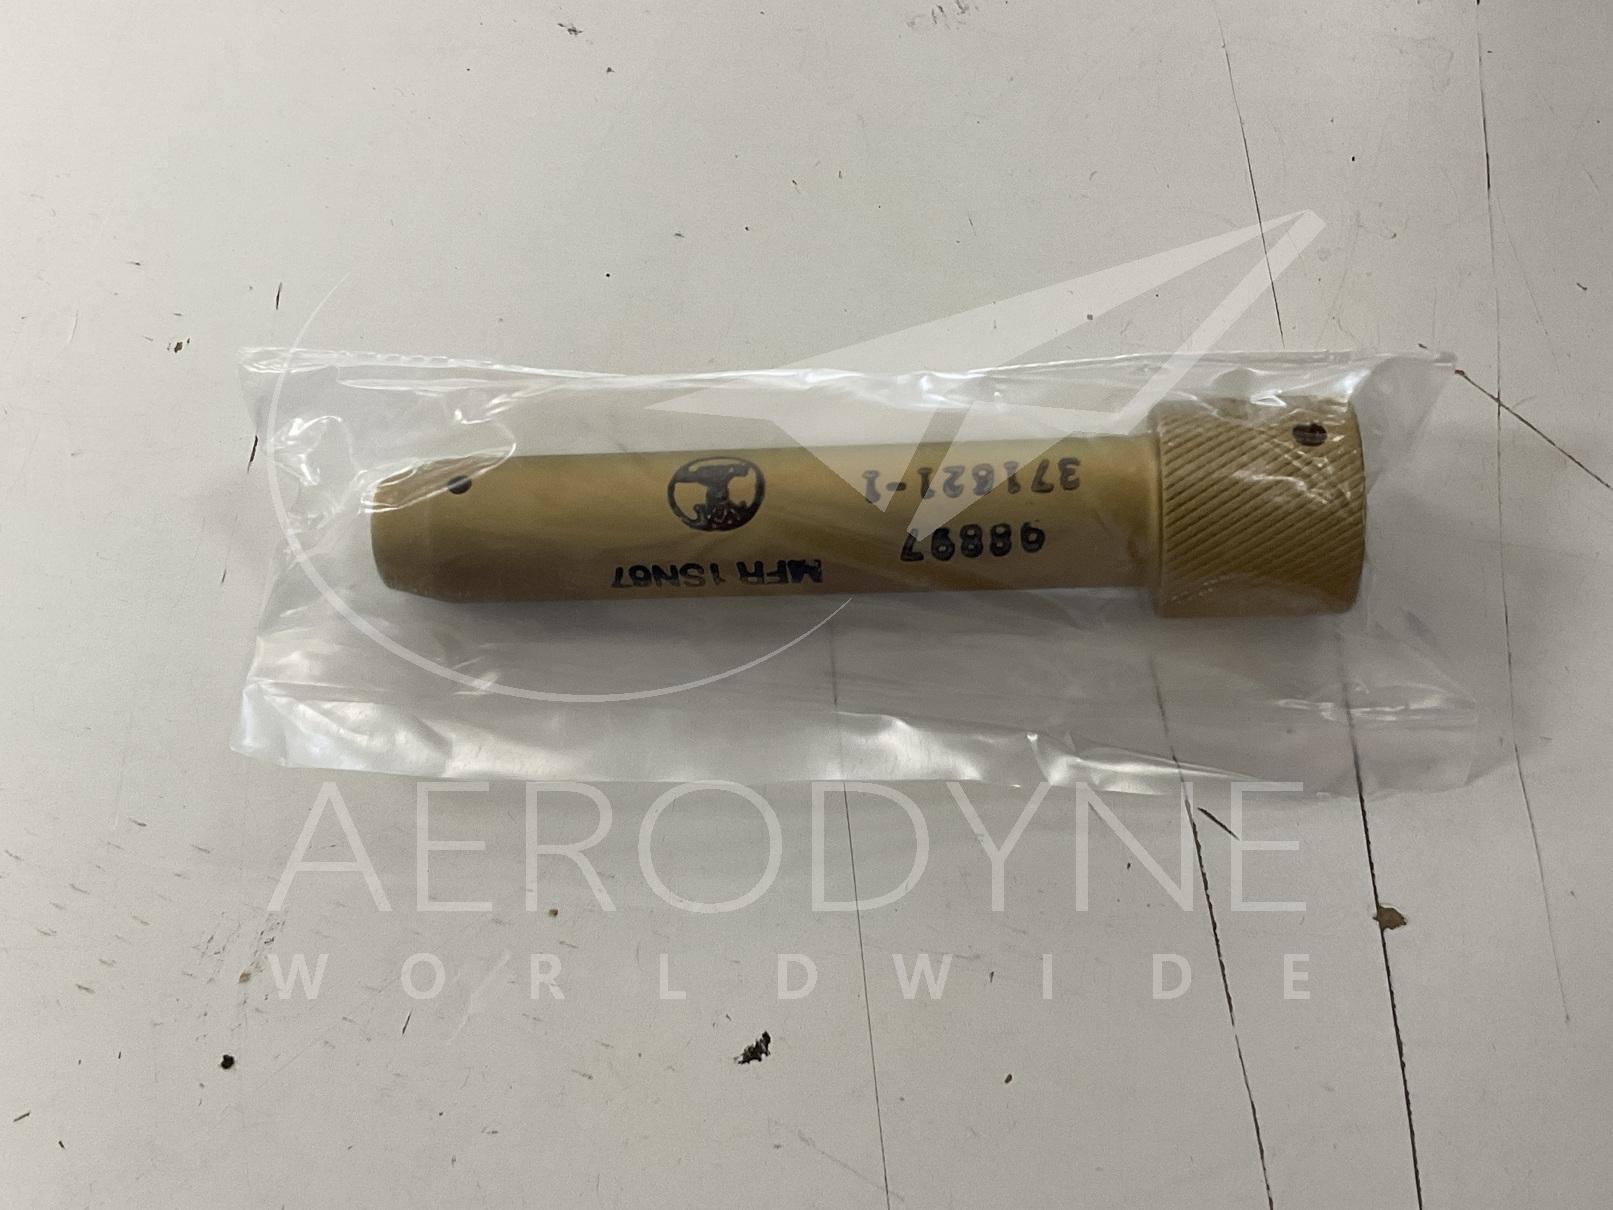 MFR 1SN67
98897
371821-1
AERODYNE
WORLDWIDE